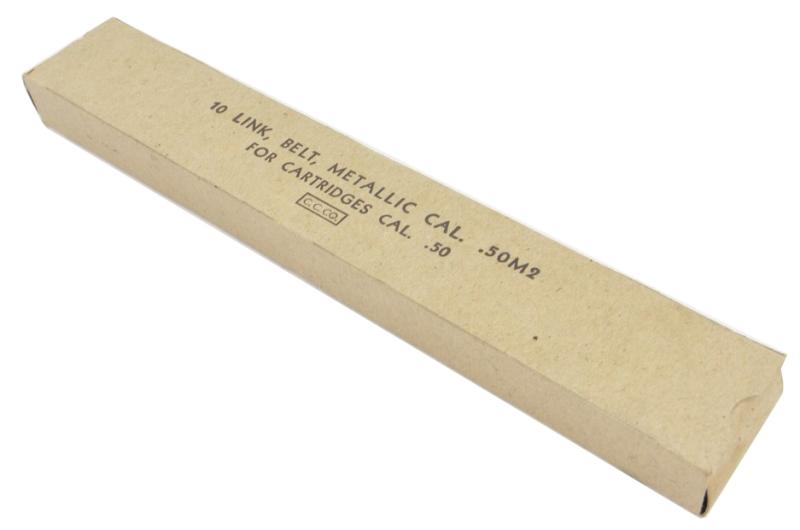 10 LINK, BELT, METALLIC CAL. .50M2
FOR CARTRIDGES CAL. .50
C.C.CO.